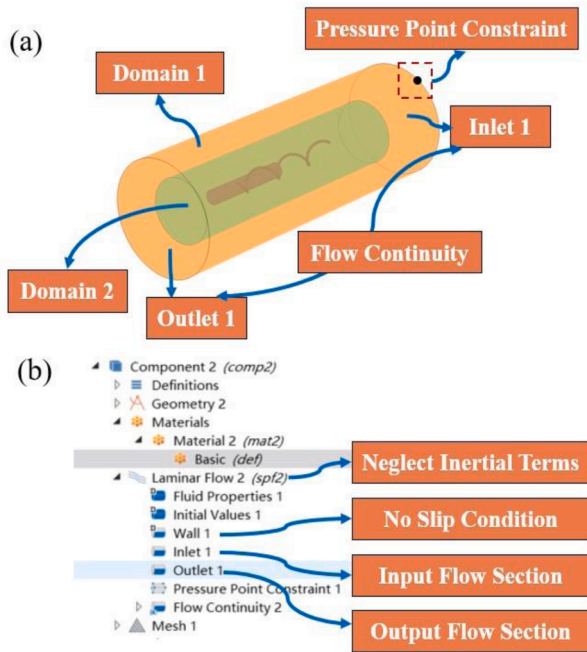 (a)
Pressure Point Constraint
Domain 1
Inlet 1
Flow Continuity
Domain 2
Outlet 1
(b)
Component 2 (comp2)
Definitions
Geometry 2
Materials
Material 2 (mat2)
Basic (def)
Neglect Inertial Terms
Laminar Flow 2 (spf2)
Fluid Properties 1
Initial Values 1
No Slip Condition
Wall 1
Inlet 1
Input Flow Section
Outlet 1
Pressure Point Constraint 1
Flow Continuity 2
Output Flow Section
Mesh 1